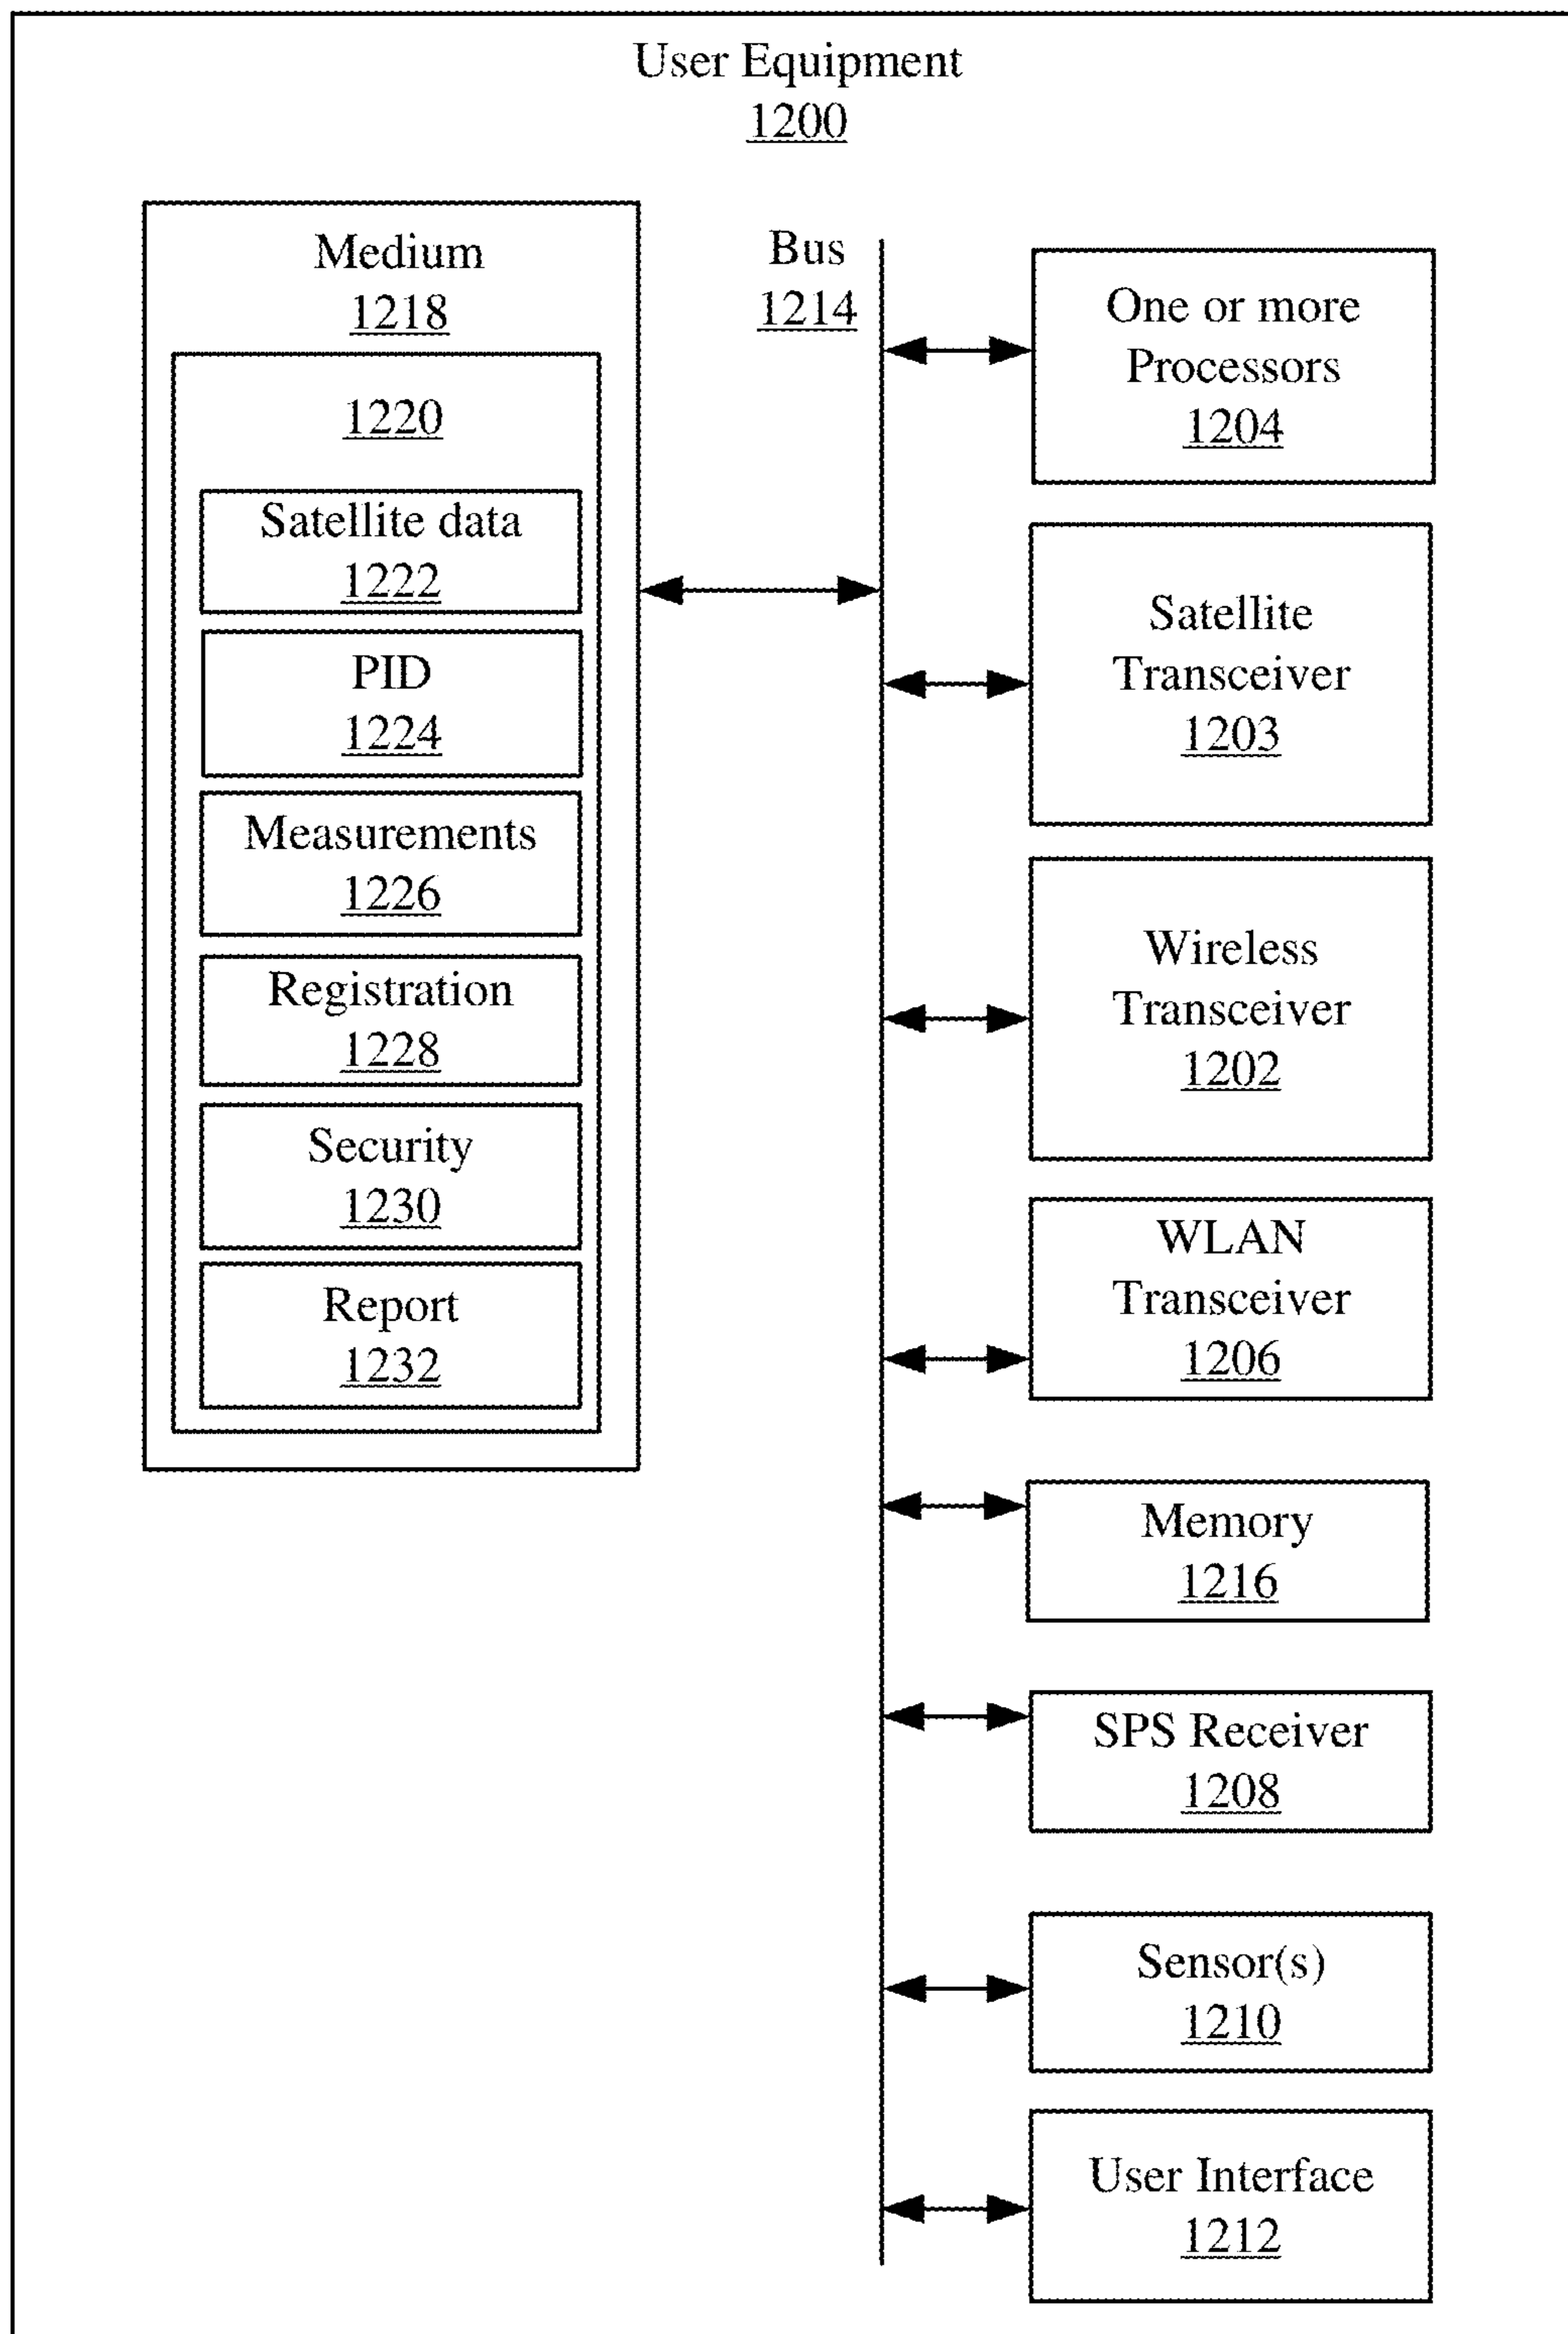 User Equipment
1200
Medium
1218
1220
Satellite data
1222
PID
1224
Measurements
1226
Registration
1228
Security
1230
Report
1232
Bus
1214
One or more
Processors
1204
Satellite
Transceiver
1203
Wireless
Transceiver
1202
WLAN
Transceiver
1206
Memory
1216
SPS Receiver
1208
Sensor(s)
1210
User Interface
1212